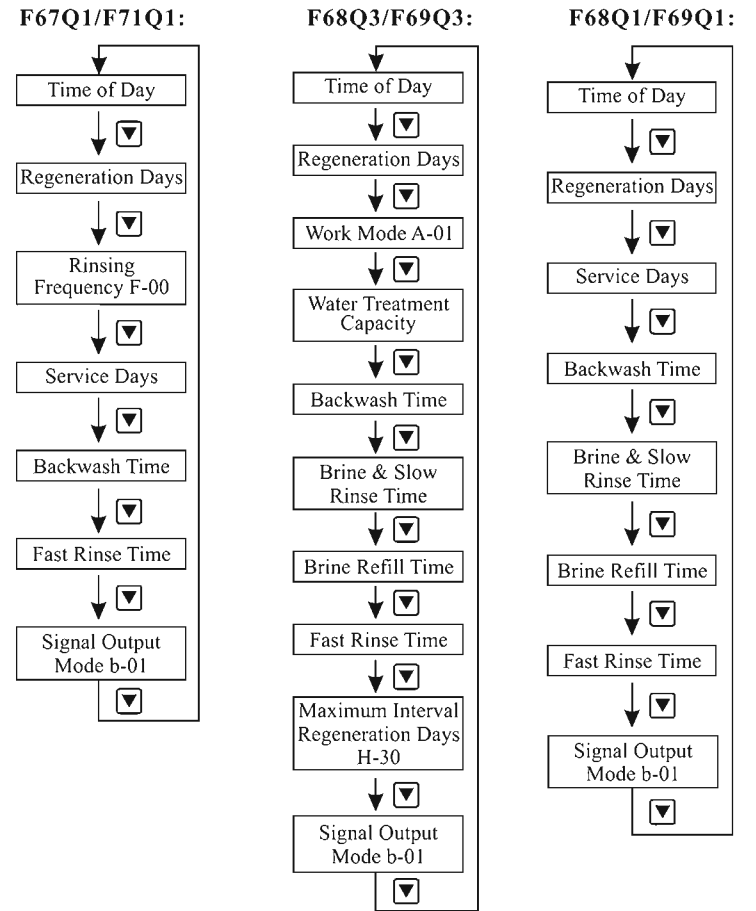 F67Q1/F71Q1:
Time of Day
Regeneration Days
Rinsing
Frequency F-00
Service Days
Backwash Time
Fast Rinse Time
Signal Output
Mode b-01
F68Q3/F69Q3:
Time of Day
Regeneration Days
Work Mode A-01
Water Treatment
Capacity
Backwash Time
Brine & Slow
Rinse Time
Brine Refill Time
Fast Rinse Time
Maximum Interval
Regeneration Days
H-30
Signal Output
Mode b-01
F68Q1/F69Q1:
Time of Day
Regeneration Days
Service Days
Backwash Time
Brine & Slow
Rinse Time
Brine Refill Time
Fast Rinse Time
Signal Output
Mode b-01